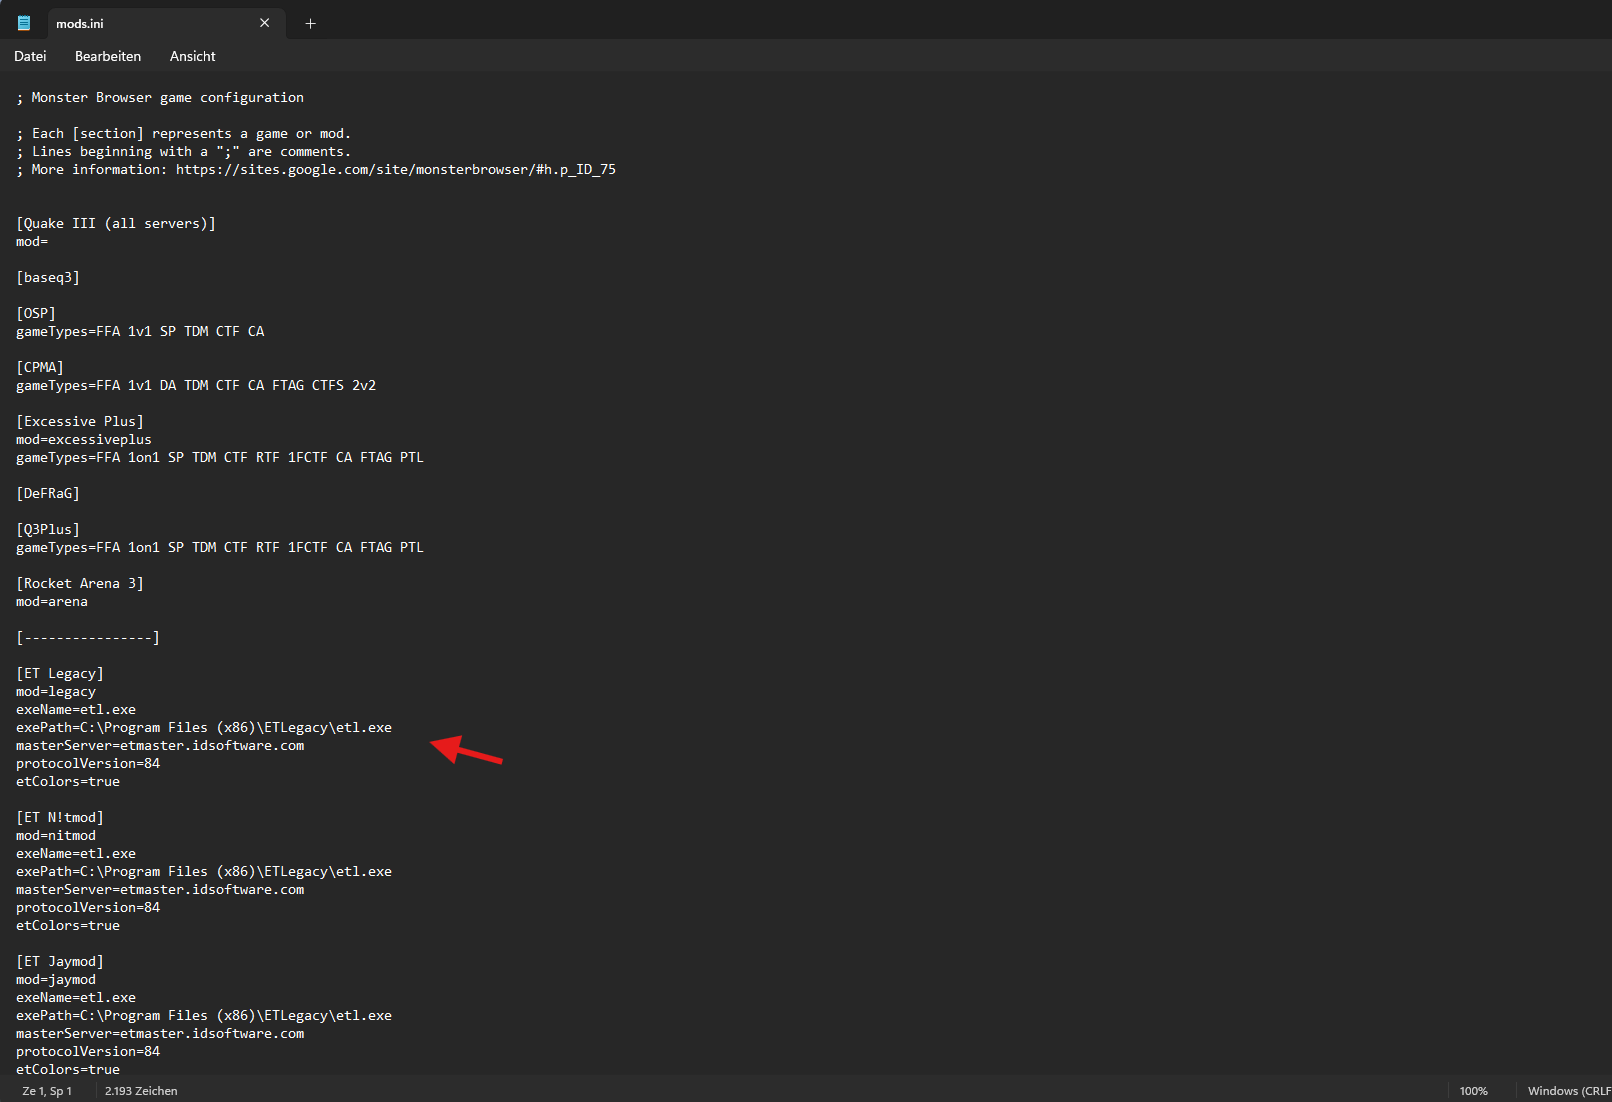 mods.ini
Datei Bearbeiten Ansicht
; Monster Browser game configuration
; Each [section] represents a game or mod.
; Lines beginning with a ";" are comments.
; More information: https://sites.google.com/site/monsterbrowser/#h.p_ID_75
[Quake III (all servers)]
mod=
[baseq3]
[OSP]
gameTypes=FFA 1v1 SP TDM CTF CA
[CPMA]
gameTypes=FFA 1v1 DA TDM CTF CA FTAG CTFS 2v2
[Excessive Plus]
mod=excessiveplus
gameTypes=FFA 1on1 SP TDM CTF RTF 1FCTF CA FTAG PTL
[DeFRaG]
[Q3Plus]
gameTypes=FFA 1on1 SP TDM CTF RTF 1FCTF CA FTAG PTL
[Rocket Arena 3]
mod=arena
[----------------]
[ET Legacy]
mod=legacy
exeName=etl.exe
exePath=C:\Program Files (x86)\ETLegacy\etl.exe
masterServer=etmaster.idsoftware.com
protocolVersion=84
etColors=true
[ET N!tmod]
mod=nitmod
exeName=etl.exe
exePath=C:\Program Files (x86)\ETLegacy\etl.exe
masterServer=etmaster.idsoftware.com
protocolVersion=84
etColors=true
[ET Jaymod]
mod=jaymod
exeName=etl.exe
exePath=C:\Program Files (x86)\ETLegacy\etl.exe
masterServer=etmaster.idsoftware.com
protocolVersion=84
etColors=true
Ze 1, Sp 1 2.193 Zeichen 100% Windows (CRLF